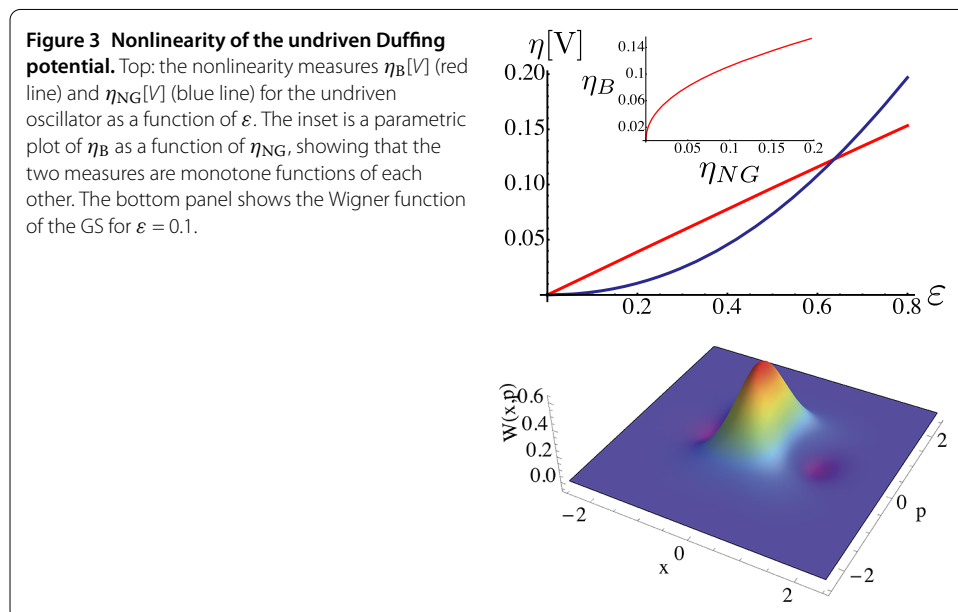 Figure 3 Nonlinearity of the undriven Duffing
potential. Top: the nonlinearity measures ηB[V] (red
line) and ηNG[V] (blue line) for the undriven
oscillator as a function of ε. The inset is a parametric
plot of ηB as a function of ηNG, showing that the
two measures are monotone functions of each
other. The bottom panel shows the Wigner function
of the GS for ε = 0.1.
η[V]
0.20
0.15
0.10
0.05
0.2 0.4 0.6 0.8 ε
ηB
0.14
0.1
0.06
0.02
0.05 0.1 0.15 0.2
ηNG
W(x,p)
0.6
0.4
0.2
0.0
−2 0 2
x
−2 0 2
p